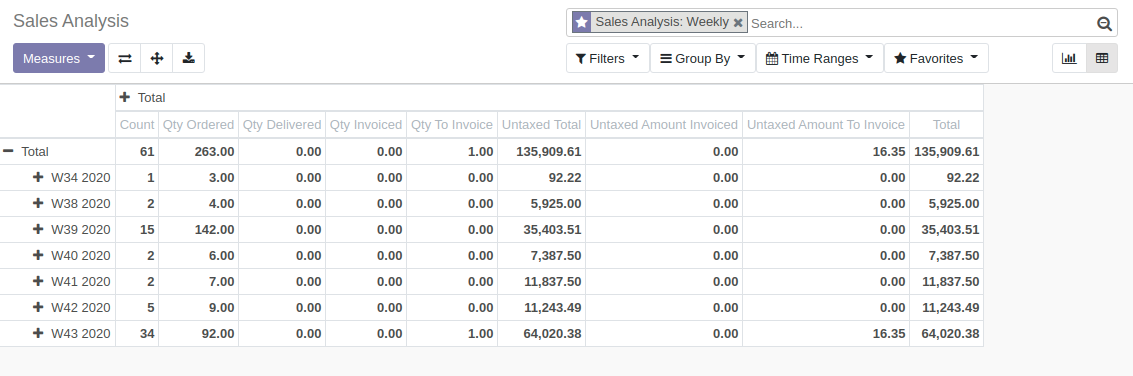 Sales Analysis
Sales Analysis: Weekly Search...
Measures Filters Group By Time Ranges Favorites
Total
Count Qty Ordered Qty Delivered Qty Invoiced Qty To Invoice Untaxed Total Untaxed Amount Invoiced Untaxed Amount To Invoice Total
Total 61 263.00 0.00 0.00 1.00 135,909.61 0.00 16.35 135,909.61
W34 2020 1 3.00 0.00 0.00 0.00 92.22 0.00 0.00 92.22
W38 2020 2 4.00 0.00 0.00 0.00 5,925.00 0.00 0.00 5,925.00
W39 2020 15 142.00 0.00 0.00 0.00 35,403.51 0.00 0.00 35,403.51
W40 2020 2 6.00 0.00 0.00 0.00 7,387.50 0.00 0.00 7,387.50
W41 2020 2 7.00 0.00 0.00 0.00 11,837.50 0.00 0.00 11,837.50
W42 2020 5 9.00 0.00 0.00 0.00 11,243.49 0.00 0.00 11,243.49
W43 2020 34 92.00 0.00 0.00 1.00 64,020.38 0.00 16.35 64,020.38